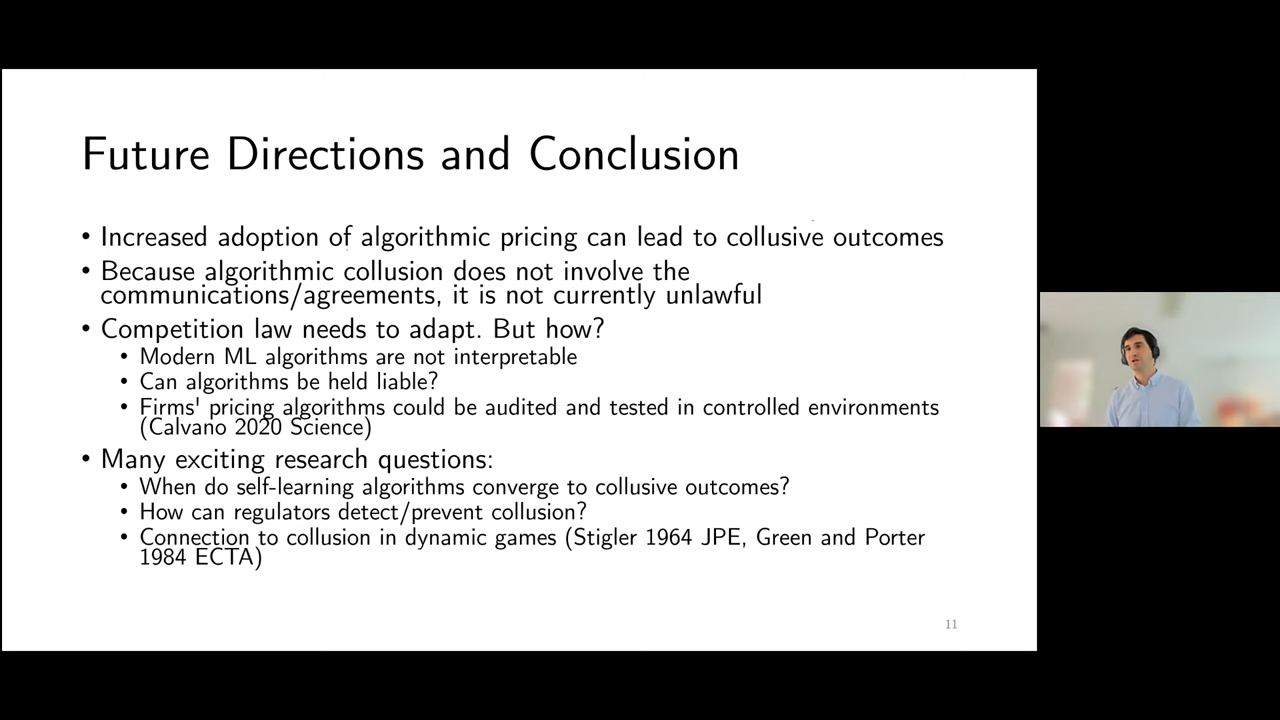 Future Directions and Conclusion
• Increased adoption of algorithmic pricing can lead to collusive outcomes
• Because algorithmic collusion does not involve the
communications/agreements, it is not currently unlawful
• Competition law needs to adapt. But how?
• Modern ML algorithms are not interpretable
• Can algorithms be held liable?
• Firms' pricing algorithms could be audited and tested in controlled environments
(Calvano 2020 Science)
• Many exciting research questions:
• When do self-learning algorithms converge to collusive outcomes?
• How can regulators detect/prevent collusion?
• Connection to collusion in dynamic games (Stigler 1964 JPE, Green and Porter
1984 ECTA)
11